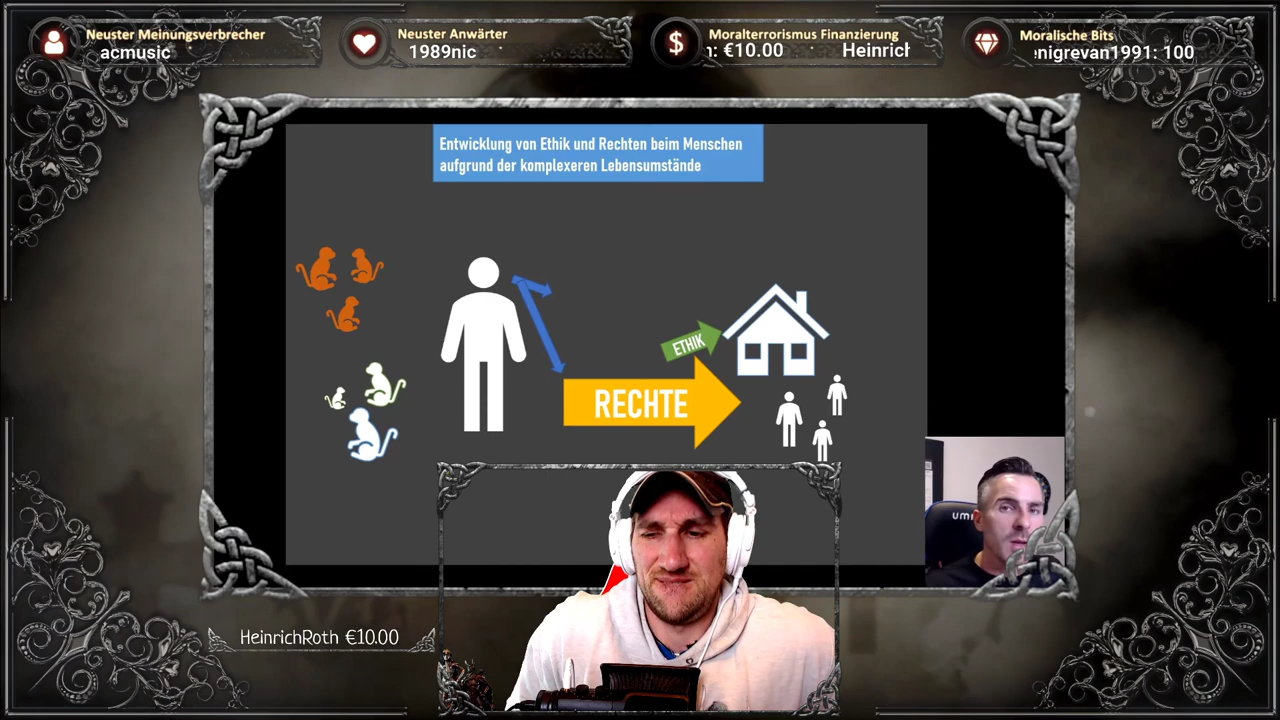 Neuster Meinungsverbrecher
acmusic
Neuster Anwärter
1989nic
Moralterrorismus Finanzierung
: €10.00 Heinrich
Moralische Bits
nigrevan1991: 100
Entwicklung von Ethik und Rechten beim Menschen
aufgrund der komplexeren Lebensumstände
ETHIK
RECHTE
HeinrichRoth €10.00